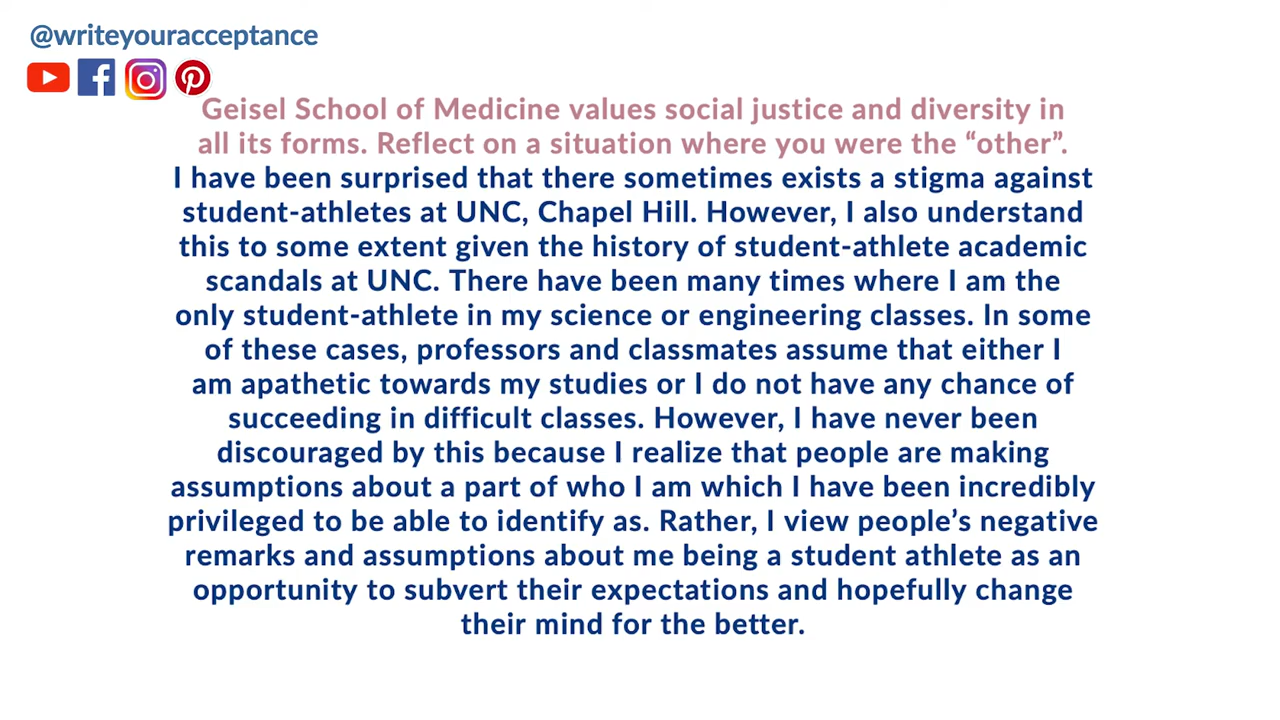 @writeyouracceptance
Geisel School of Medicine values social justice and diversity in
all its forms. Reflect on a situation where you were the “other”.
I have been surprised that there sometimes exists a stigma against
student-athletes at UNC, Chapel Hill. However, I also understand
this to some extent given the history of student-athlete academic
scandals at UNC. There have been many times where I am the
only student-athlete in my science or engineering classes. In some
of these cases, professors and classmates assume that either I
am apathetic towards my studies or I do not have any chance of
succeeding in difficult classes. However, I have never been
discouraged by this because I realize that people are making
assumptions about a part of who I am which I have been incredibly
privileged to be able to identify as. Rather, I view people’s negative
remarks and assumptions about me being a student athlete as an
opportunity to subvert their expectations and hopefully change
their mind for the better.